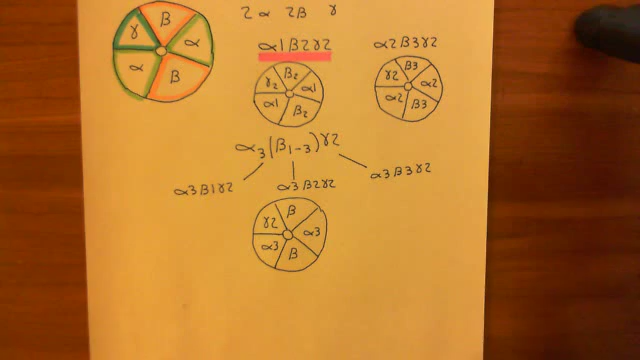 2α 2β γ
γ β α β α
α1β2γ2
α2β3γ2
γ2 β2 α1 β2 α1
γ2 β3 α2 β3 α2
α3(β1-3)γ2
α3β1γ2
α3β2γ2
α3β3γ2
γ2 β α3 β α3